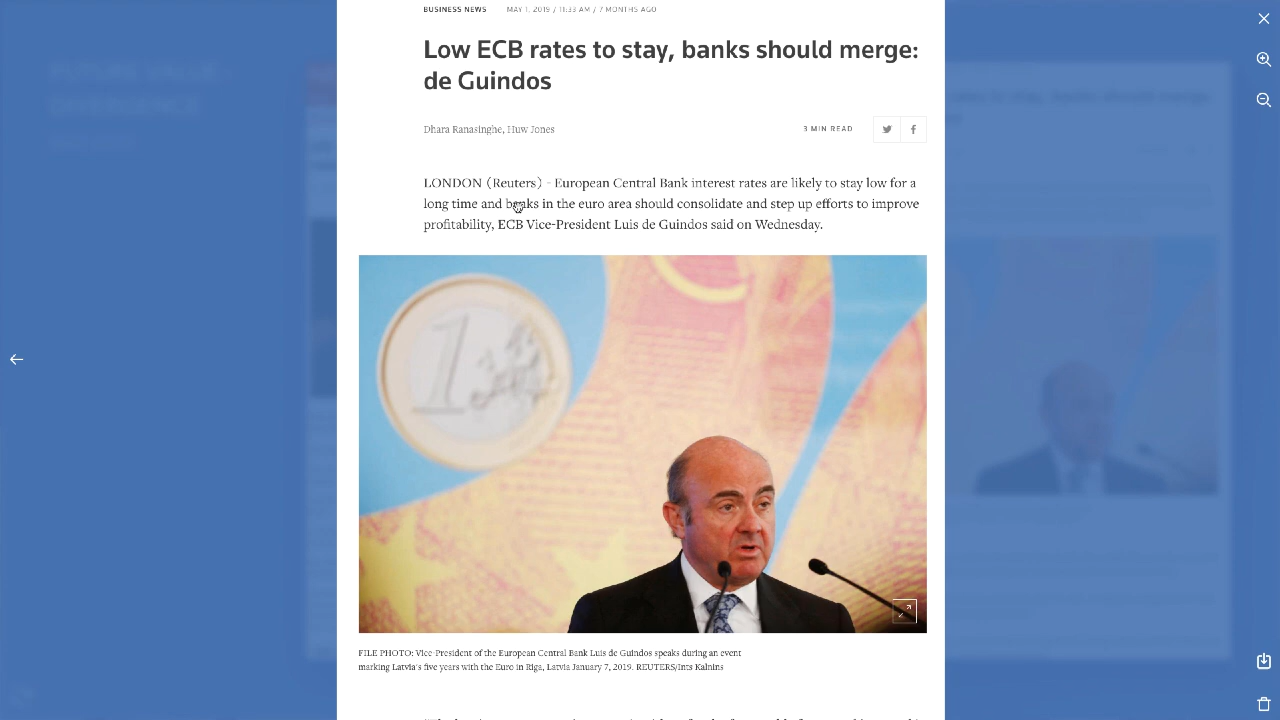 BUSINESS NEWS MAY 1, 2019 / 11:33 AM / 7 MONTHS AGO
Low ECB rates to stay, banks should merge:
de Guindos
Dhara Ranasinghe, Huw Jones
3 MIN READ
LONDON (Reuters) - European Central Bank interest rates are likely to stay low for a
long time and banks in the euro area should consolidate and step up efforts to improve
profitability, ECB Vice-President Luis de Guindos said on Wednesday.
1
FILE PHOTO: Vice-President of the European Central Bank Luis de Guindos speaks during an event
marking Latvia's five years with the Euro in Riga, Latvia January 7, 2019. REUTERS/Ints Kalnins